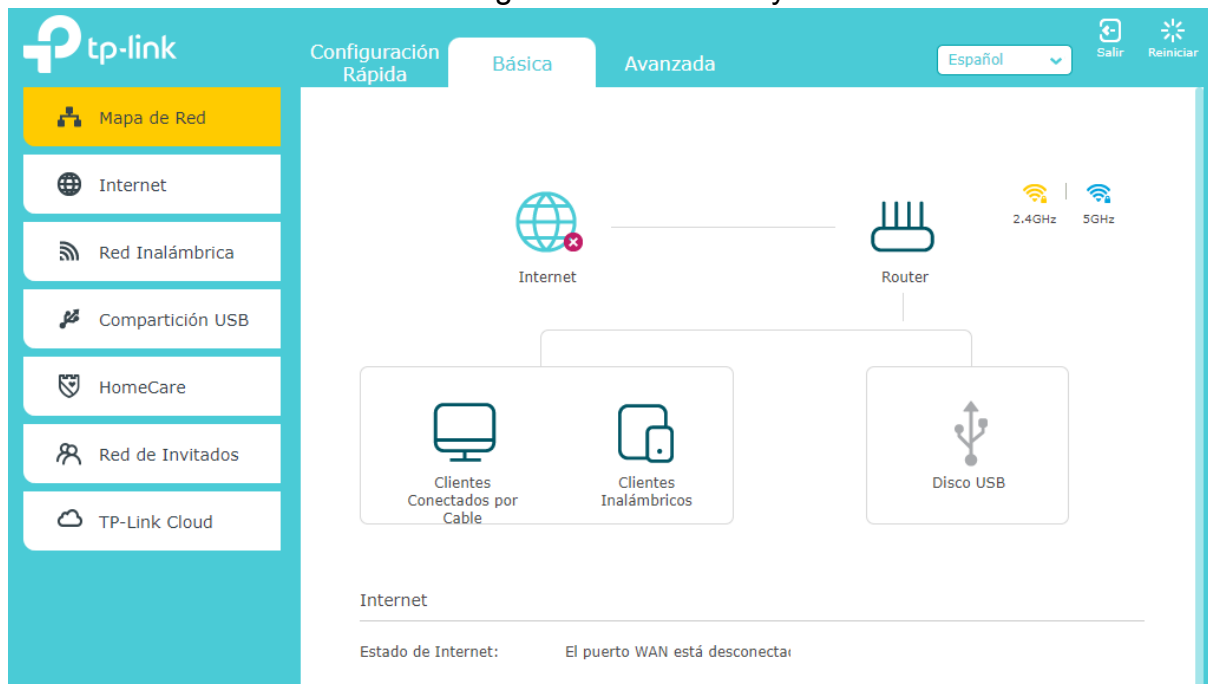 tp-link
Configuración
Rápida
Básica
Avanzada
Español
Salir
Reiniciar
Mapa de Red
Internet
Red Inalámbrica
Compartición USB
HomeCare
Red de Invitados
TP-Link Cloud
2.4GHz
5GHz
Internet
Router
Clientes
Conectados por
Cable
Clientes
Inalámbricos
Disco USB
Internet
Estado de Internet: El puerto WAN está desconecta